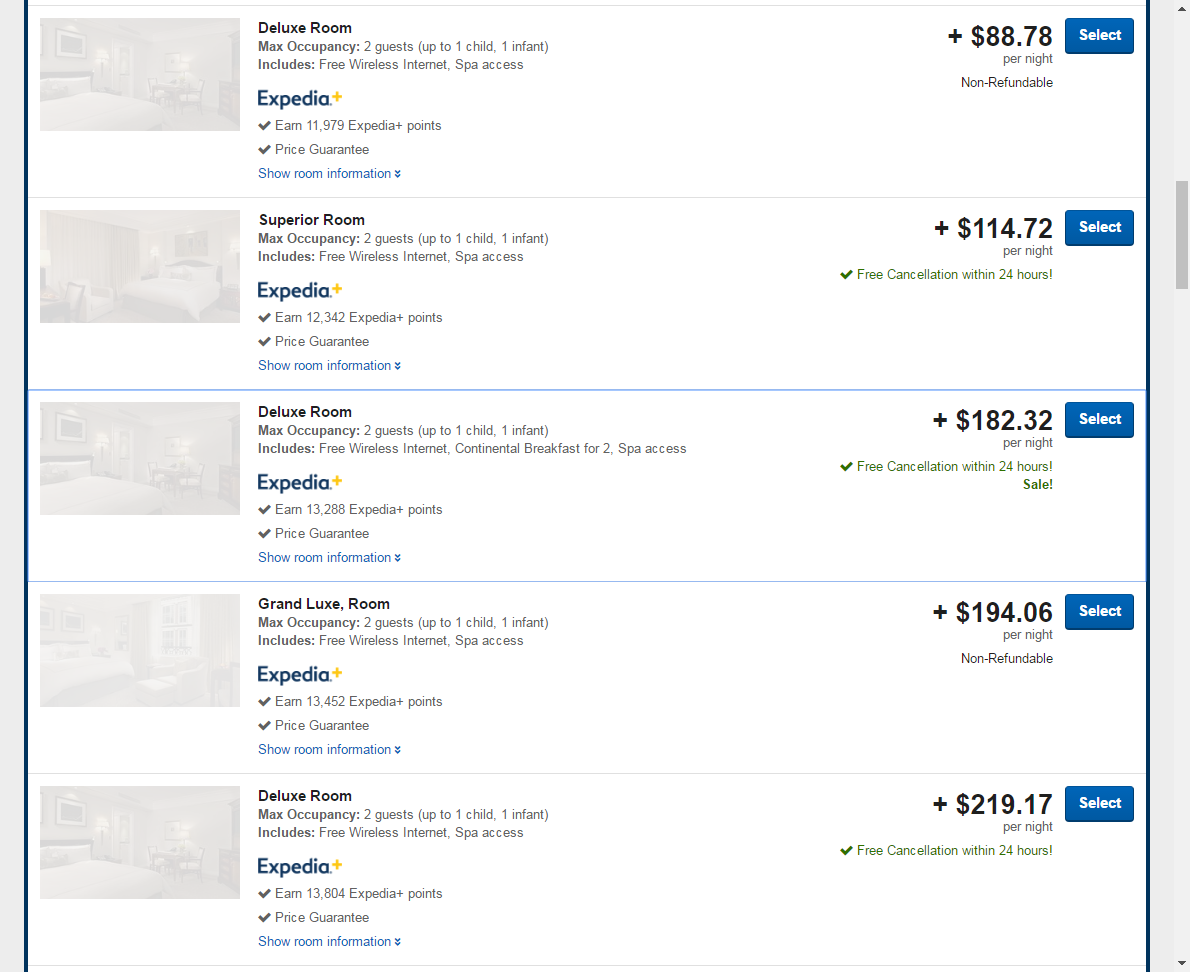 Deluxe Room
Max Occupancy: 2 guests (up to 1 child, 1 infant)
Includes: Free Wireless Internet, Spa access
Expedia+
Earn 11,979 Expedia+ points
Price Guarantee
Show room information
+ $88.78
per night
Non-Refundable
Select
Superior Room
Max Occupancy: 2 guests (up to 1 child, 1 infant)
Includes: Free Wireless Internet, Spa access
Expedia+
Earn 12,342 Expedia+ points
Price Guarantee
Show room information
+ $114.72
per night
Free Cancellation within 24 hours!
Select
Deluxe Room
Max Occupancy: 2 guests (up to 1 child, 1 infant)
Includes: Free Wireless Internet, Continental Breakfast for 2, Spa access
Expedia+
Earn 13,288 Expedia+ points
Price Guarantee
Show room information
+ $182.32
per night
Free Cancellation within 24 hours!
Sale!
Select
Grand Luxe, Room
Max Occupancy: 2 guests (up to 1 child, 1 infant)
Includes: Free Wireless Internet, Spa access
Expedia+
Earn 13,452 Expedia+ points
Price Guarantee
Show room information
+ $194.06
per night
Non-Refundable
Select
Deluxe Room
Max Occupancy: 2 guests (up to 1 child, 1 infant)
Includes: Free Wireless Internet, Spa access
Expedia+
Earn 13,804 Expedia+ points
Price Guarantee
Show room information
+ $219.17
per night
Free Cancellation within 24 hours!
Select